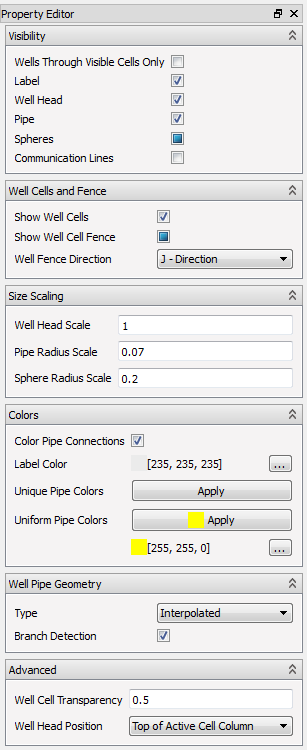 Property Editor
Visibility
Wells Through Visible Cells Only
Label
Well Head
Pipe
Spheres
Communication Lines
Well Cells and Fence
Show Well Cells
Show Well Cell Fence
Well Fence Direction J - Direction
Size Scaling
Well Head Scale 1
Pipe Radius Scale 0.07
Sphere Radius Scale 0.2
Colors
Color Pipe Connections
Label Color [235, 235, 235] ...
Unique Pipe Colors Apply
Uniform Pipe Colors Apply
[255, 255, 0] ...
Well Pipe Geometry
Type Interpolated
Branch Detection
Advanced
Well Cell Transparency 0.5
Well Head Position Top of Active Cell Column